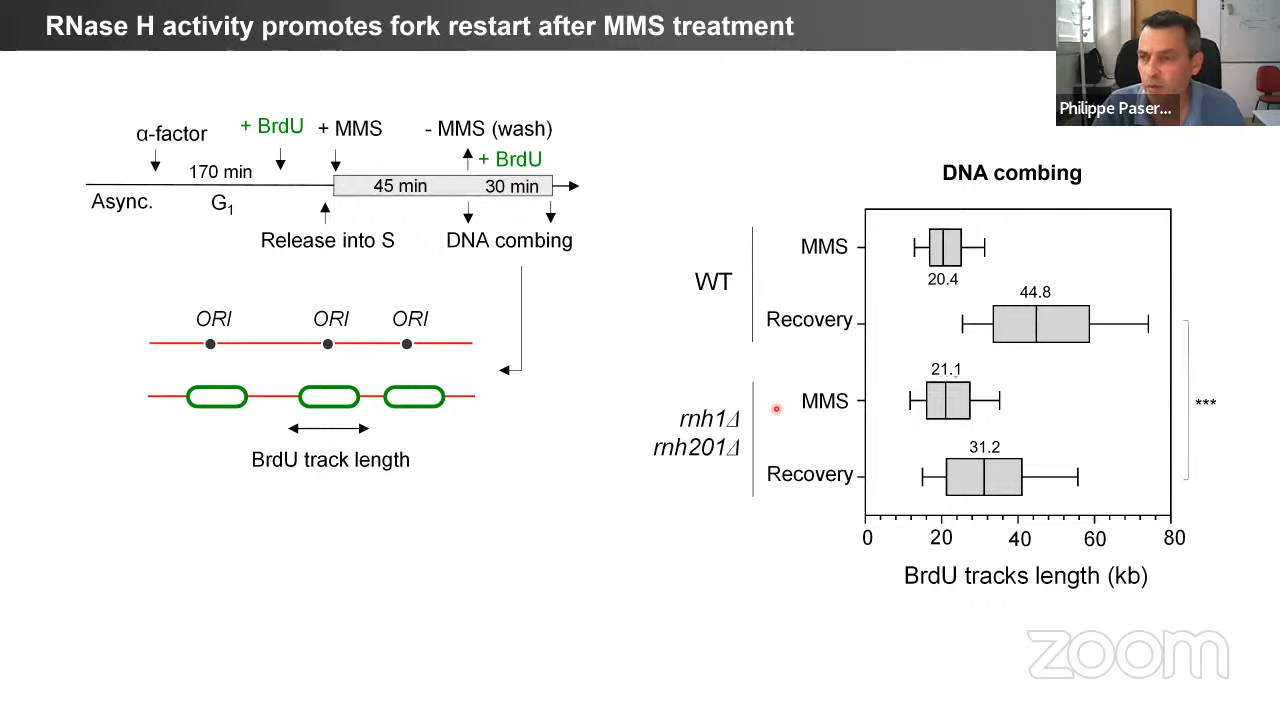 RNase H activity promotes fork restart after MMS treatment
Philippe Paser...
α-factor
+ BrdU
+ MMS
- MMS (wash)
+ BrdU
170 min
45 min
30 min
Async.
G1
Release into S
DNA combing
ORI
ORI
ORI
BrdU track length
DNA combing
WT
MMS
20.4
Recovery
44.8
rnh1Δ
rnh201Δ
MMS
21.1
Recovery
31.2
***
0
20
40
60
80
BrdU tracks length (kb)
zoom